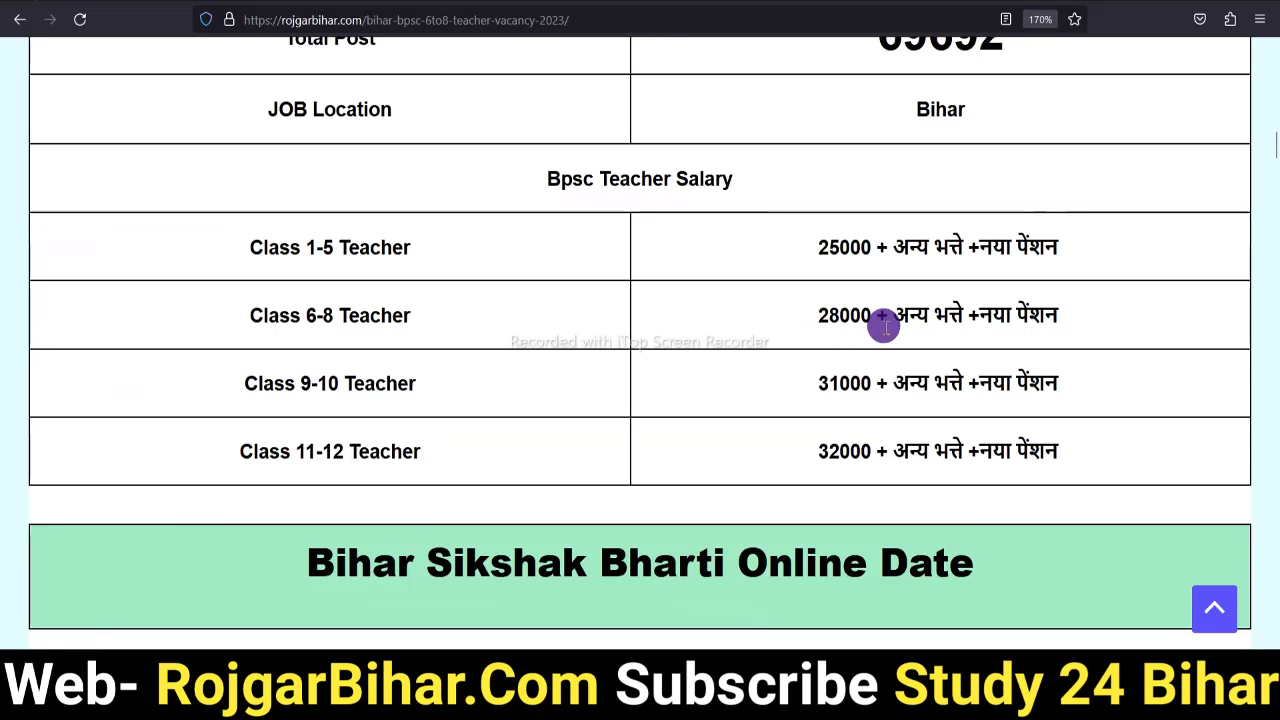 https://rojgarbihar.com/bihar-bpsc-6to8-teacher-vacancy-2023/ 170%
Total Post 69692
JOB Location Bihar
Bpsc Teacher Salary
Class 1-5 Teacher 25000 + अन्य भत्ते +नया पेंशन
Class 6-8 Teacher 28000 + अन्य भत्ते +नया पेंशन
Recorded with iTop Screen Recorder
Class 9-10 Teacher 31000 + अन्य भत्ते +नया पेंशन
Class 11-12 Teacher 32000 + अन्य भत्ते +नया पेंशन
Bihar Sikshak Bharti Online Date
Web- RojgarBihar.Com Subscribe Study 24 Bihar